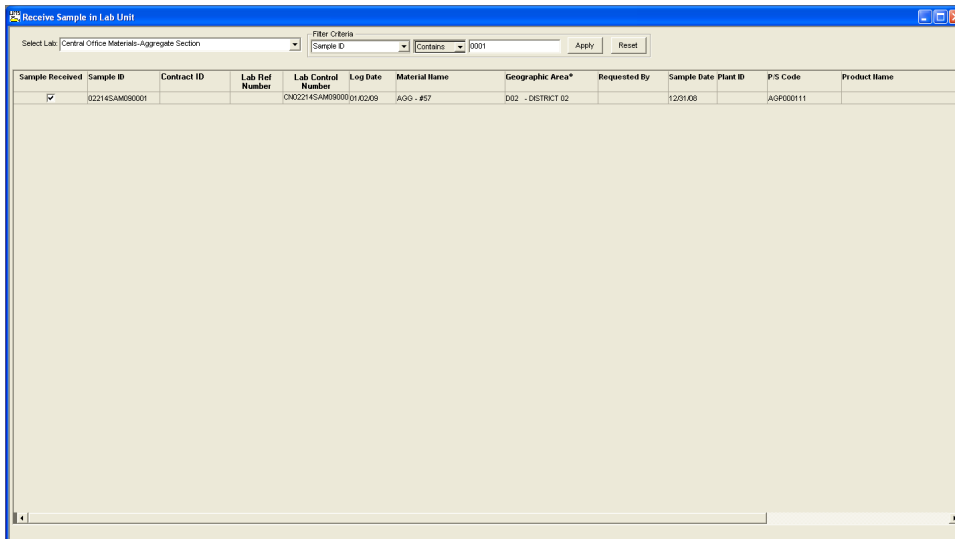 Receive Sample in Lab Unit
Filter Criteria
Select Lab: Central Office Materials-Aggregate Section Sample ID Contains 0001 Apply Reset
Sample Received Sample ID Contract ID Lab Ref Number Lab Control Number Log Date Material Name Geographic Area* Requested By Sample Date Plant ID P/S Code Product Name
02214SAM090001 CN02214SAM09000 01/02/09 AGG - #57 D02 - DISTRICT 02 12/31/08 AGP000111